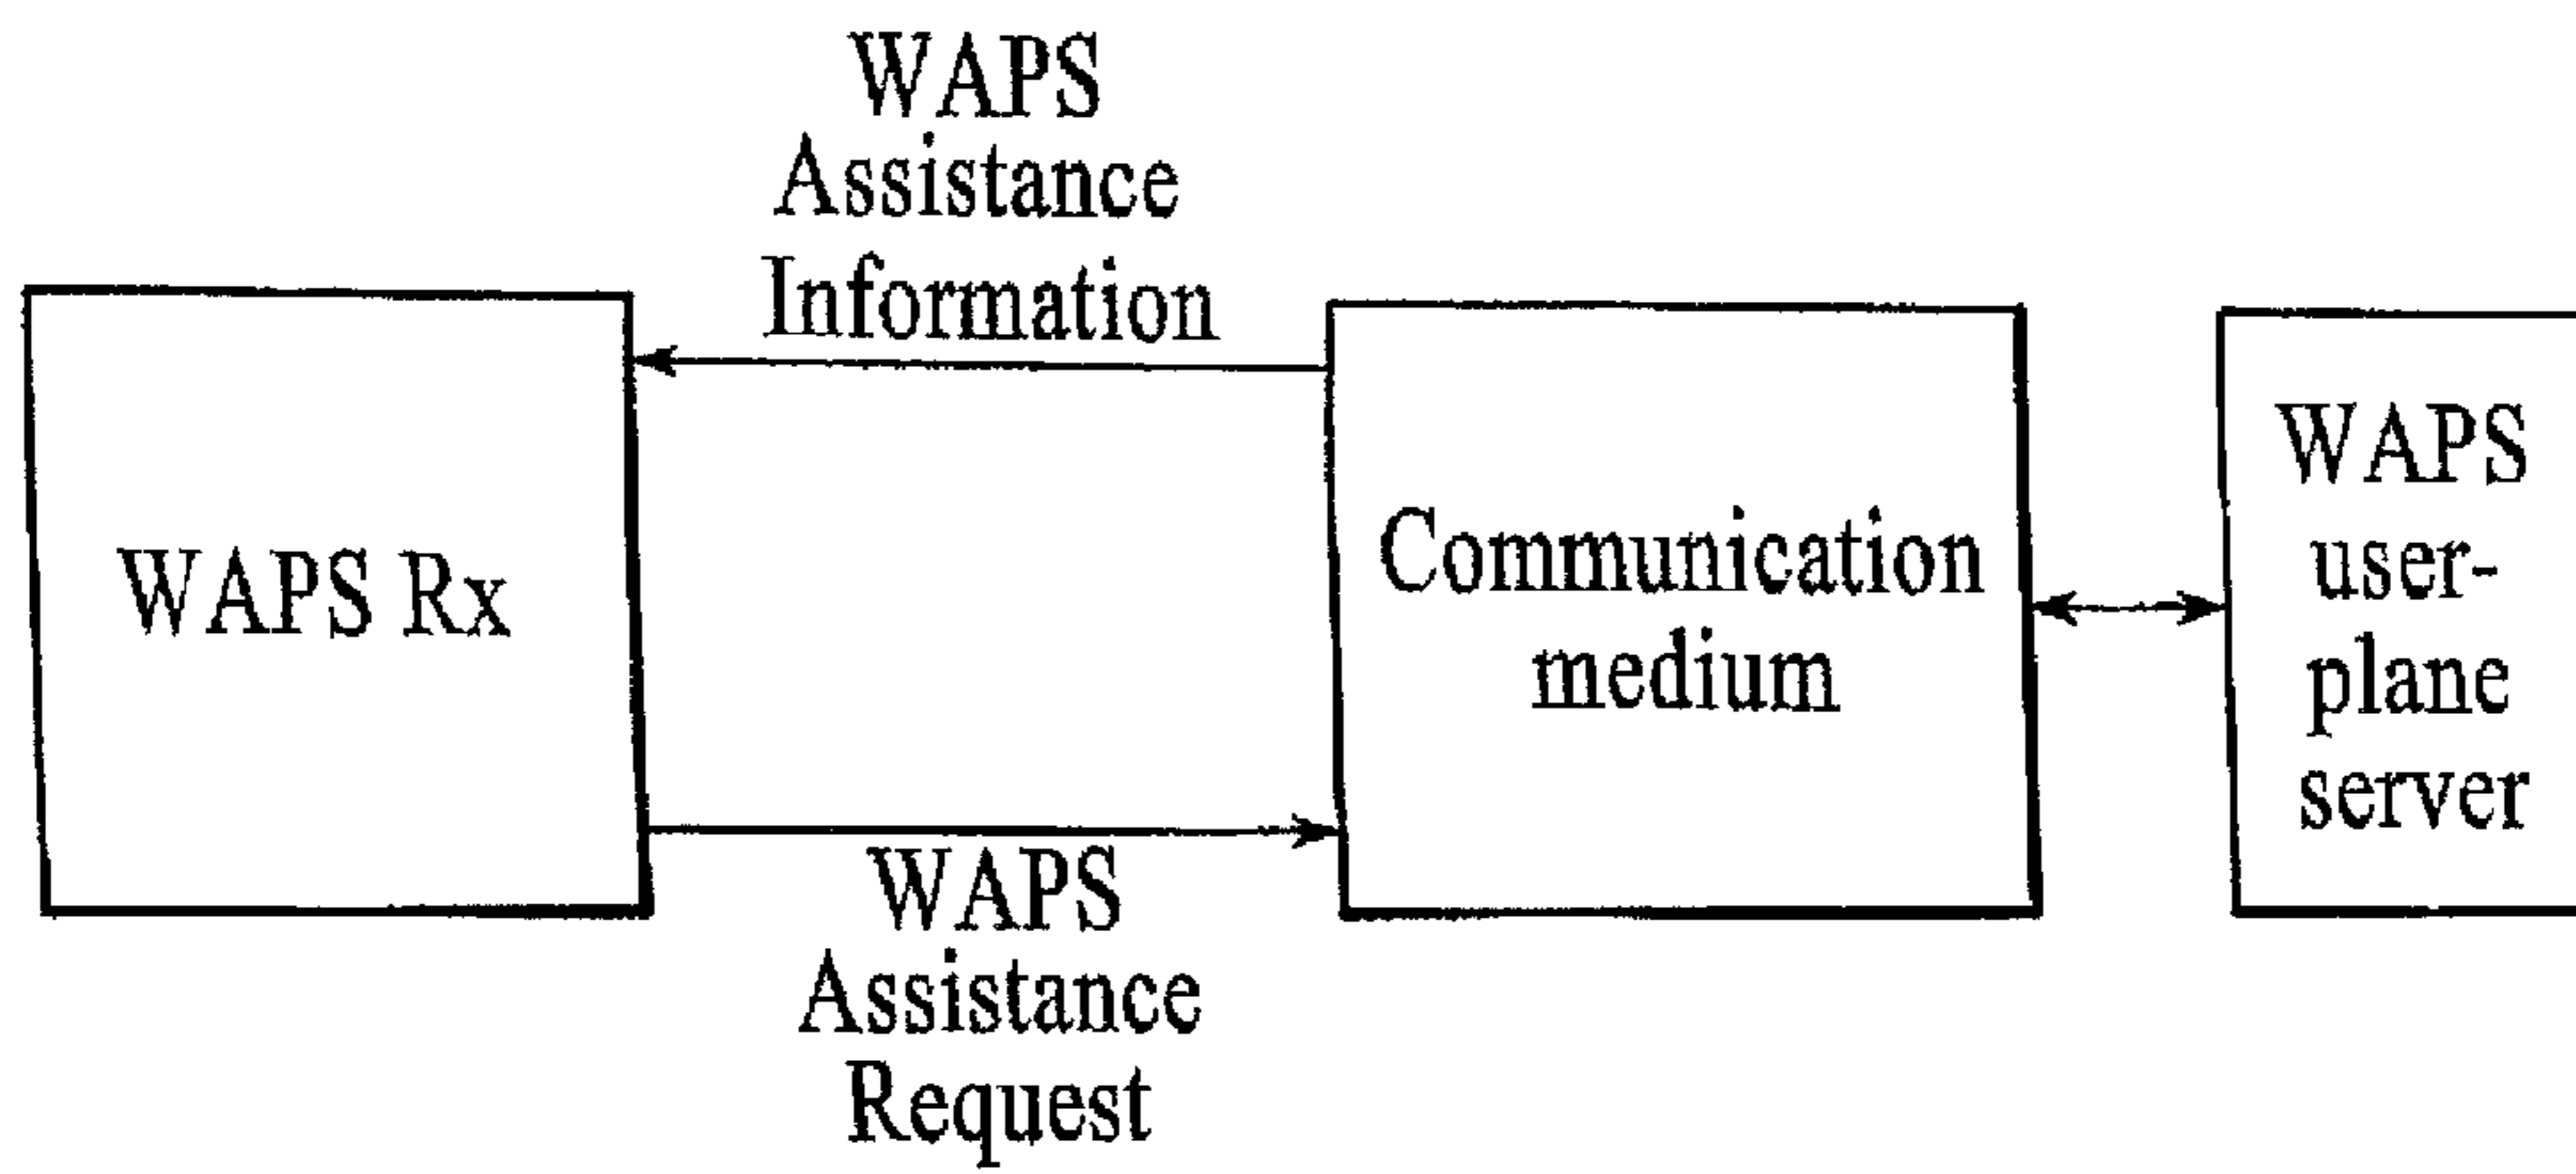 WAPS
Assistance
Information
WAPS Rx
Communication
medium
WAPS
user-
plane
server
WAPS
Assistance
Request